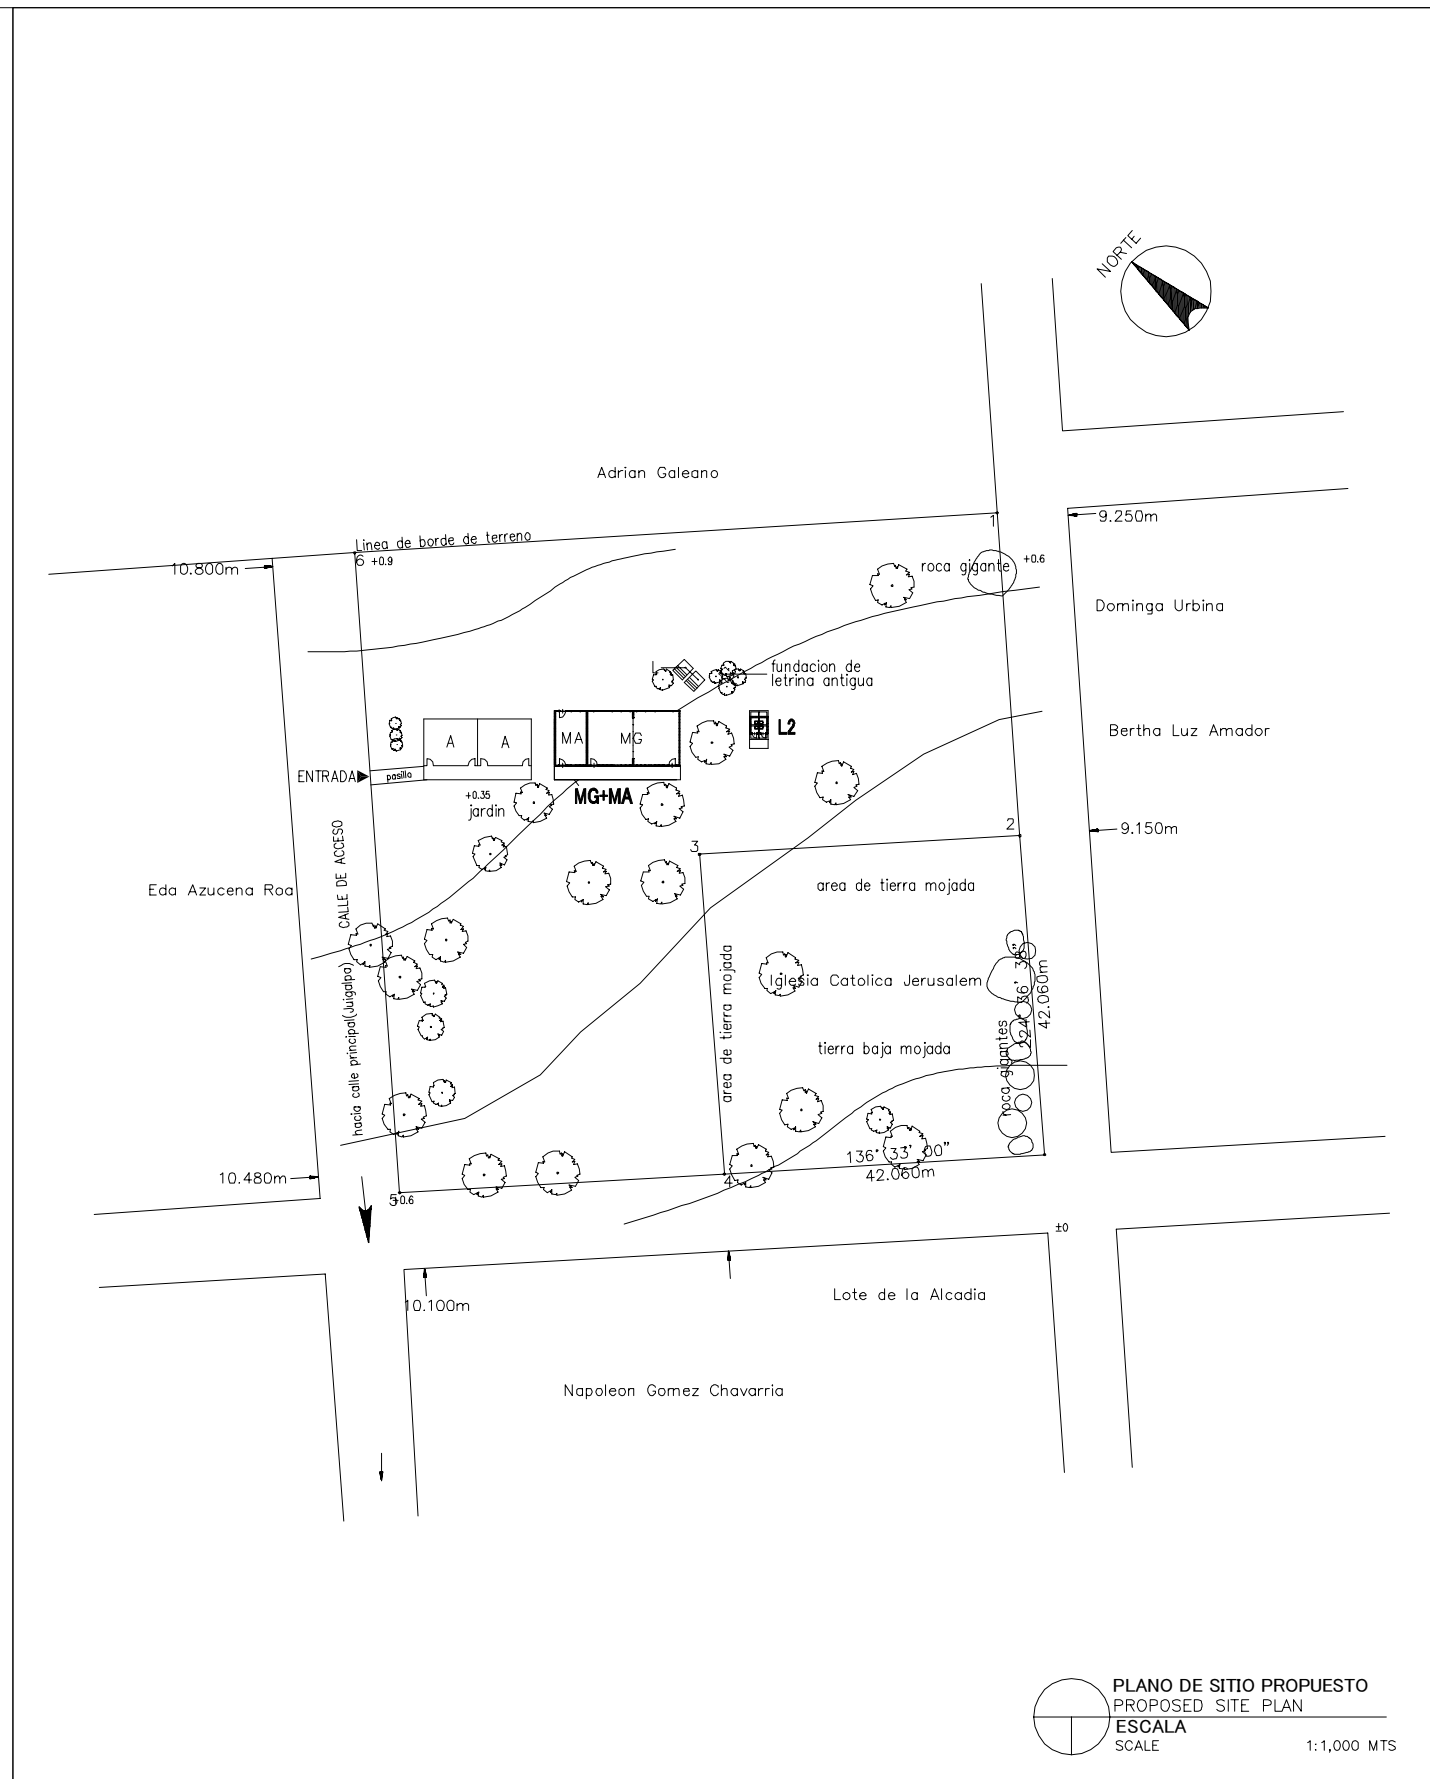 NORTE
Adrian Galeano
1
9.250m
Linea de borde de terreno
6 +0.9
10.800m
roca gigante
+0.6
Dominga Urbina
L
fundacion de
letrina antigua
Bertha Luz Amador
A
A
MA
MG
L2
ENTRADA
pasillo
+0.35
jardin
MG+MA
2
9.150m
3
CALLE DE ACCESO
Eda Azucena Roa
area de tierra mojada
hacia calle principal(Juigalpa)
area de tierra mojada
Iglesia Catolica Jerusalem
224° 36' 38"
42.060m
tierra baja mojada
roca gigantes
136° 33' 00"
42.060m
10.480m
4
5
+0.6
±0
10.100m
Lote de la Alcadia
Napoleon Gomez Chavarria
PLANO DE SITIO PROPUESTO
PROPOSED SITE PLAN
ESCALA
SCALE 1:1,000 MTS